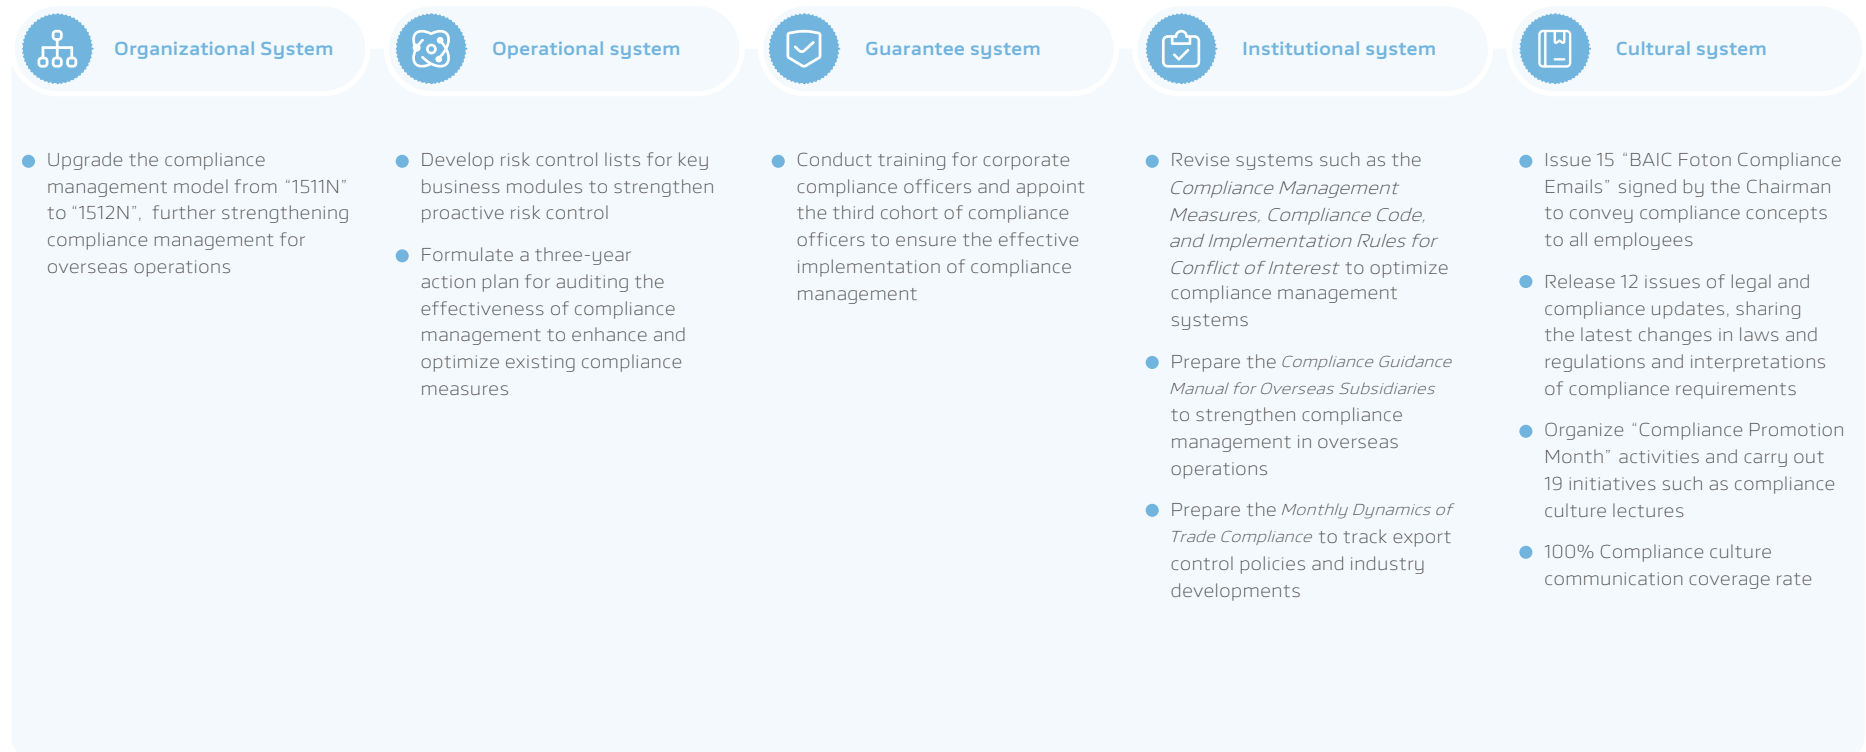 Organizational System
Operational system
Guarantee system
Institutional system
Cultural system
Upgrade the compliance
management model from “1511N”
to “1512N”, further strengthening
compliance management for
overseas operations
Develop risk control lists for key
business modules to strengthen
proactive risk control
Formulate a three-year
action plan for auditing the
effectiveness of compliance
management to enhance and
optimize existing compliance
measures
Conduct training for corporate
compliance officers and appoint
the third cohort of compliance
officers to ensure the effective
implementation of compliance
management
Revise systems such as the
Compliance Management
Measures, Compliance Code,
and Implementation Rules for
Conflict of Interest to optimize
compliance management
systems
Prepare the Compliance Guidance
Manual for Overseas Subsidiaries
to strengthen compliance
management in overseas
operations
Prepare the Monthly Dynamics of
Trade Compliance to track export
control policies and industry
developments
Issue 15 “BAIC Foton Compliance
Emails” signed by the Chairman
to convey compliance concepts
to all employees
Release 12 issues of legal and
compliance updates, sharing
the latest changes in laws and
regulations and interpretations
of compliance requirements
Organize “Compliance Promotion
Month” activities and carry out
19 initiatives such as compliance
culture lectures
100% Compliance culture
communication coverage rate